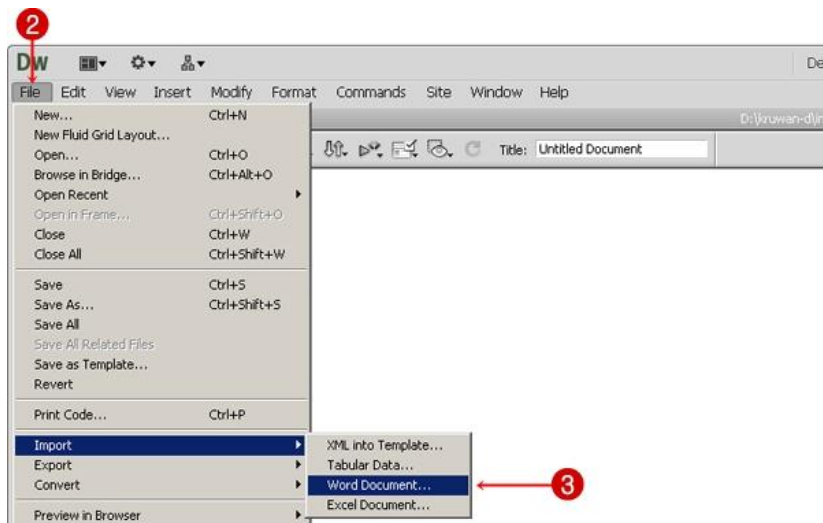 2
Dw De
File Edit View Insert Modify Format Commands Site Window Help
New... Ctrl+N
D:\kruwan-d\in
New Fluid Grid Layout...
Open... Ctrl+O
Title: Untitled Document
Browse in Bridge... Ctrl+Alt+O
Open Recent
Open in Frame... Ctrl+Shift+O
Close Ctrl+W
Close All Ctrl+Shift+W
Save Ctrl+S
Save As... Ctrl+Shift+S
Save All
Save All Related Files
Save as Template...
Revert
Print Code... Ctrl+P
Import XML into Template...
Export Tabular Data...
Convert Word Document... 3
Excel Document...
Preview in Browser